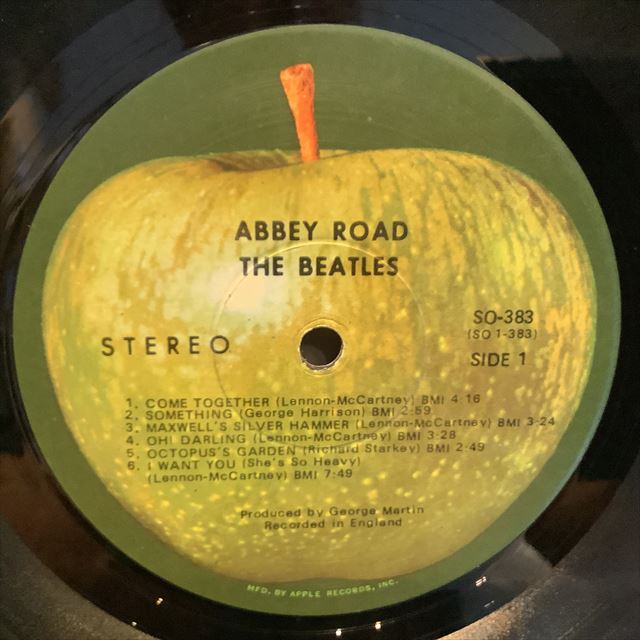 ABBEY ROAD
THE BEATLES
STEREO
SO-383
(SO 1-383)
SIDE 1
1. COME TOGETHER (Lennon-McCartney) BMI 4:16
2. SOMETHING (George Harrison) BMI 2:59
3. MAXWELL'S SILVER HAMMER (Lennon-McCartney) BMI 3:24
4. OH! DARLING (Lennon-McCartney) BMI 3:28
5. OCTOPUS'S GARDEN (Richard Starkey) BMI 2:49
6. I WANT YOU (She's So Heavy)
(Lennon-McCartney) BMI 7:49
Produced by George Martin
Recorded in England
MFD. BY APPLE RECORDS, INC.